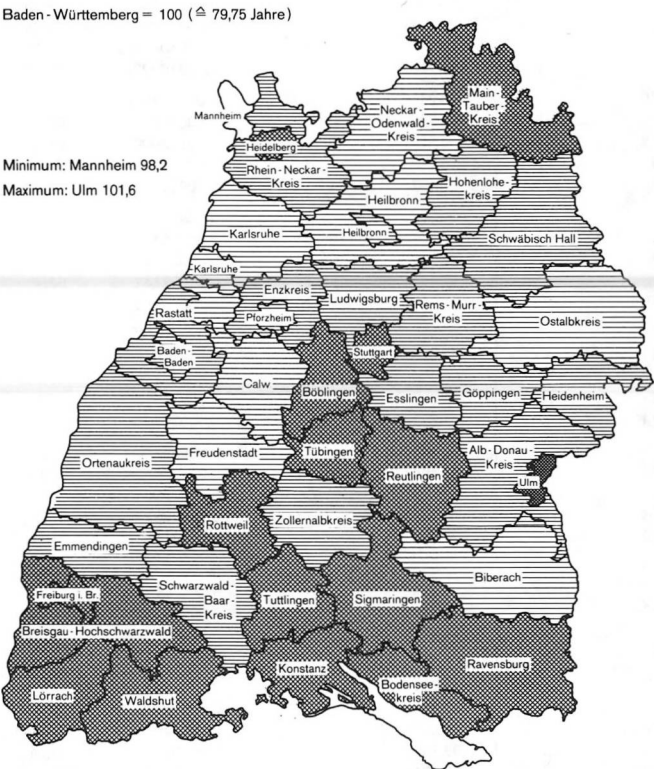 Baden-Württemberg = 100 (≙ 79,75 Jahre)
Main-
Tauber-
Kreis
Mannheim
Neckar-
Odenwald-
Kreis
Heidelberg
Minimum: Mannheim 98,2
Rhein-Neckar-
Kreis
Hohenlohe-
kreis
Maximum: Ulm 101,6
Heilbronn
Karlsruhe
Heilbronn
Schwäbisch Hall
Karlsruhe
Enzkreis
Ludwigsburg
Rems-Murr-
Kreis
Rastatt
Pforzheim
Ostalbkreis
Baden-
Baden
Stuttgart
Calw
Böblingen
Esslingen
Göppingen
Heidenheim
Ortenaukreis
Freudenstadt
Tübingen
Reutlingen
Alb-Donau-
Kreis
Ulm
Rottweil
Zollernalbkreis
Emmendingen
Biberach
Freiburg i. Br.
Schwarzwald-
Baar-
Kreis
Tuttlingen
Sigmaringen
Breisgau-Hochschwarzwald
Lörrach
Waldshut
Konstanz
Bodensee-
kreis
Ravensburg